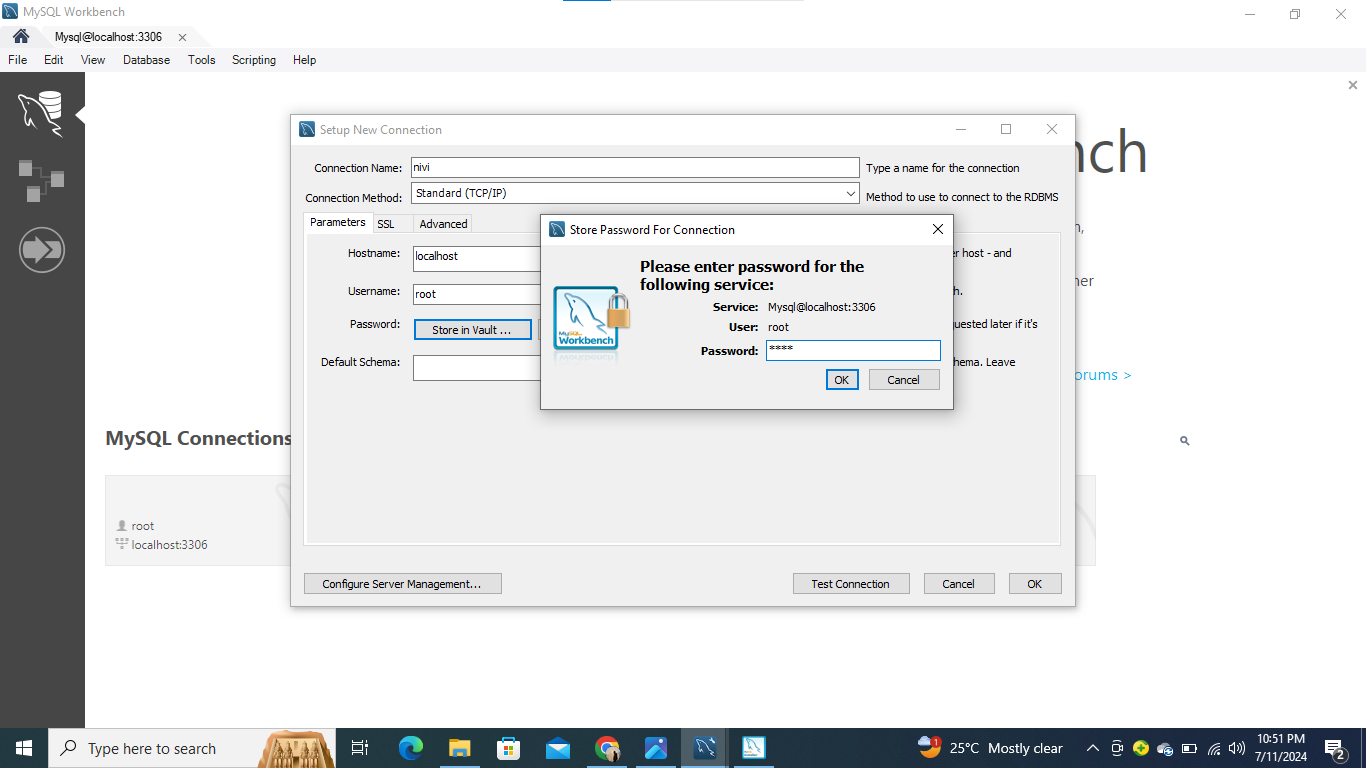 MySQL Workbench
Mysql@localhost:3306
File Edit View Database Tools Scripting Help
nch
Setup New Connection
Connection Name: nivi Type a name for the connection
Connection Method: Standard (TCP/IP) Method to use to connect to the RDBMS
Parameters SSL Advanced
Hostname: localhost
er host - and
Username: root
h.
Password: Store in Vault ...
uested later if it's
Default Schema:
hema. Leave
Store Password For Connection
Please enter password for the
following service:
Service: Mysql@localhost:3306
User: root
Password: ****
OK Cancel
MySQL
Workbench
n,
her
orums >
MySQL Connections
root
localhost:3306
Configure Server Management... Test Connection Cancel OK
Type here to search
1
25°C Mostly clear
10:51 PM
7/11/2024
2